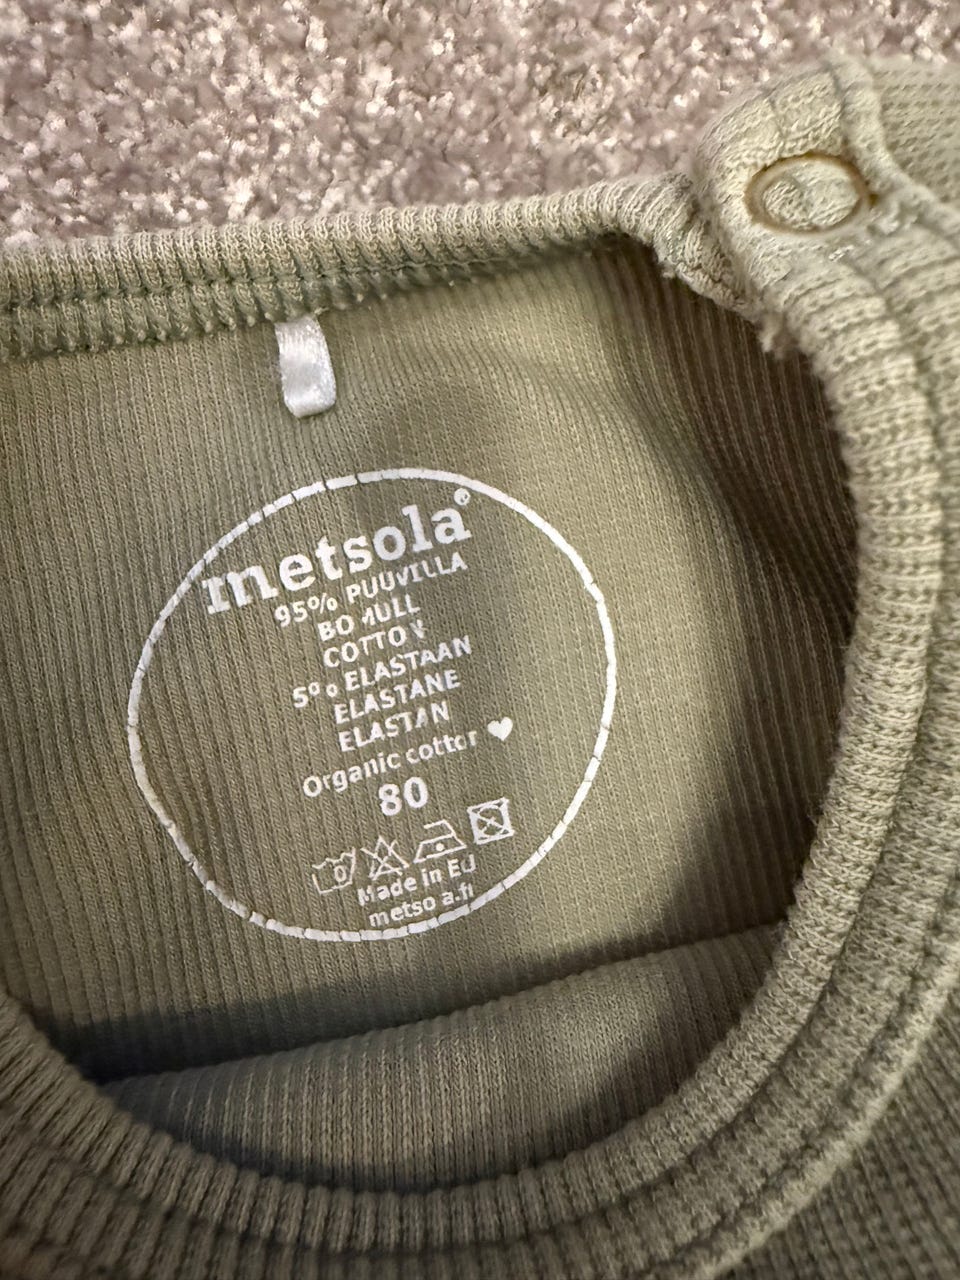 metsola®
95% PUUVILLA
BOMULL
COTTON
5% ELASTAAN
ELASTANE
ELASTAN
Organic cotton ♥
80
Made in EU
metsola.fi